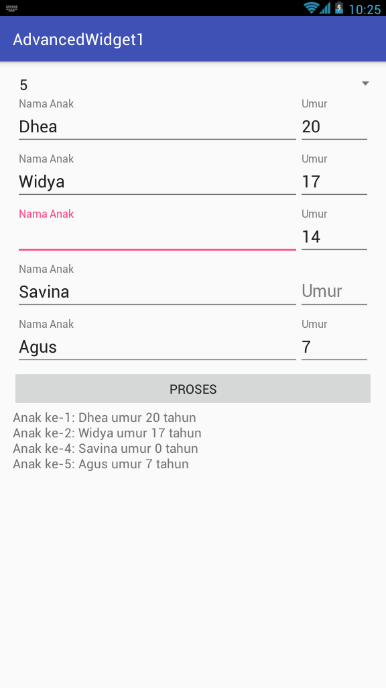 10:25
AdvancedWidget1
5
Nama Anak Umur
Dhea 20
Nama Anak Umur
Widya 17
Nama Anak Umur
14
Nama Anak
Savina Umur
Nama Anak Umur
Agus 7
PROSES
Anak ke-1: Dhea umur 20 tahun
Anak ke-2: Widya umur 17 tahun
Anak ke-4: Savina umur 0 tahun
Anak ke-5: Agus umur 7 tahun